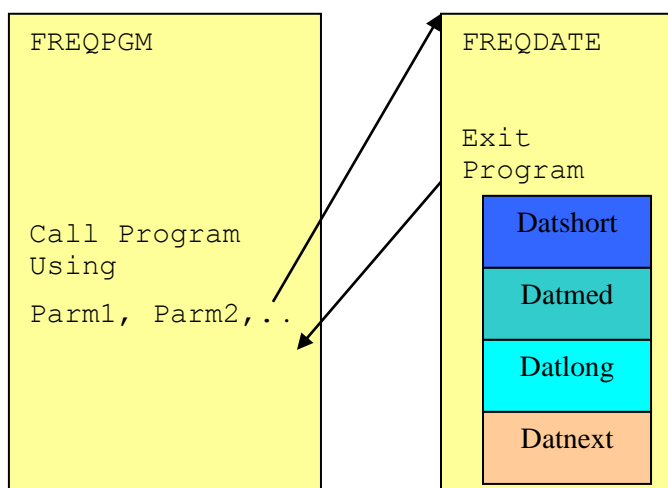 FREQPGM
Call Program
Using
Parm1, Parm2,..
FREQDATE
Exit
Program
Datshort
Datmed
Datlong
Datnext